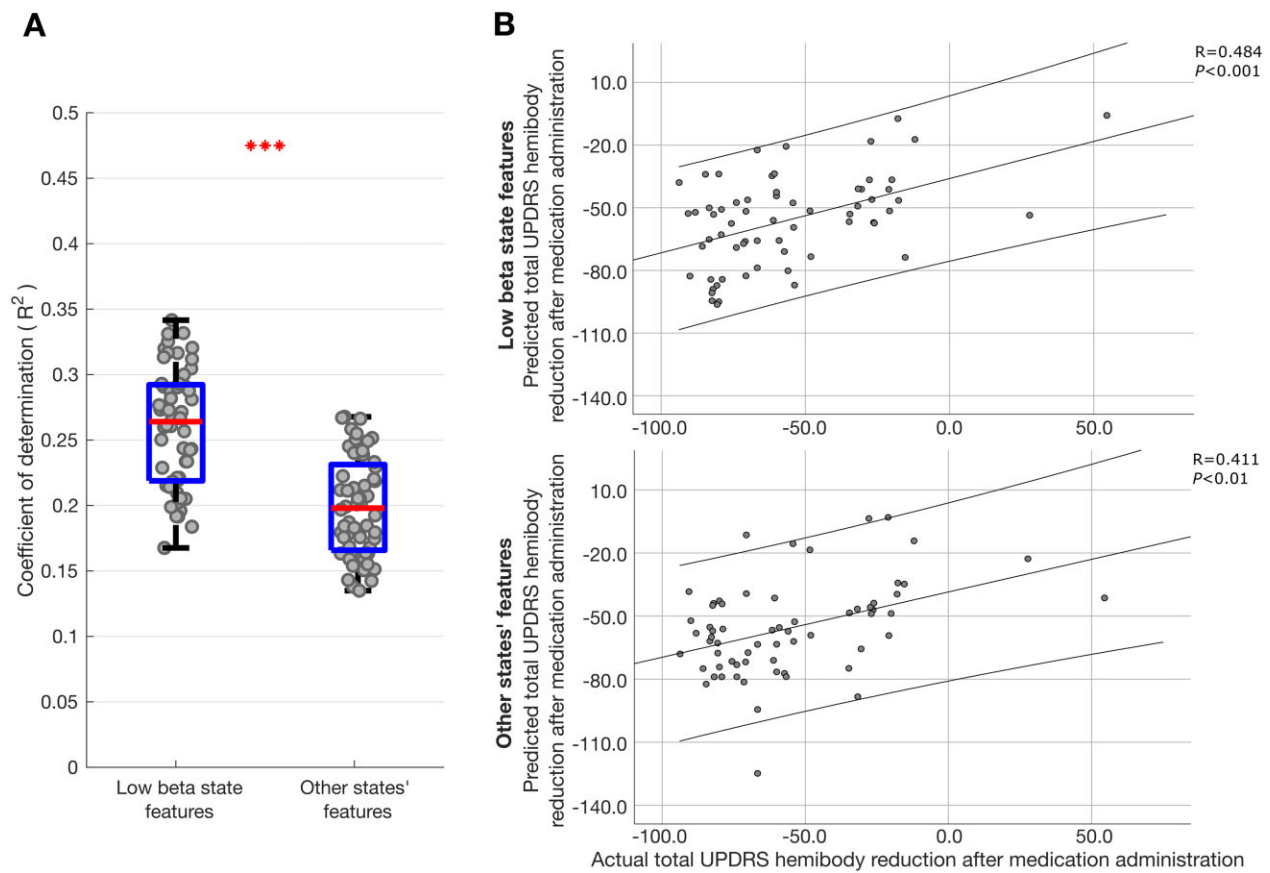 A
0.5
0.45
0.4
0.35
0.3
0.25
0.2
0.15
0.1
0.05
0
Coefficient of determination ( R² )
***
Low beta state
features
Other states'
features
B
Low beta state features
Predicted total UPDRS hemibody
reduction after medication administration
10.0
-20.0
-50.0
-80.0
-110.0
-140.0
-100.0 -50.0 0.0 50.0
R=0.484
P<0.001
Other states' features
Predicted total UPDRS hemibody
reduction after medication administration
10.0
-20.0
-50.0
-80.0
-110.0
-140.0
-100.0 -50.0 0.0 50.0
R=0.411
P<0.01
Actual total UPDRS hemibody reduction after medication administration